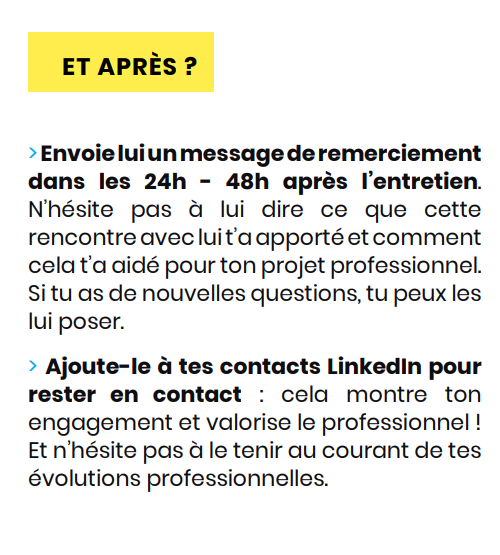 ET APRÈS ?
> Envoie lui un message de remerciement
dans les 24h - 48h après l’entretien.
N’hésite pas à lui dire ce que cette
rencontre avec lui t’a apporté et comment
cela t’a aidé pour ton projet professionnel.
Si tu as de nouvelles questions, tu peux les
lui poser.
> Ajoute-le à tes contacts LinkedIn pour
rester en contact : cela montre ton
engagement et valorise le professionnel !
Et n’hésite pas à le tenir au courant de tes
évolutions professionnelles.